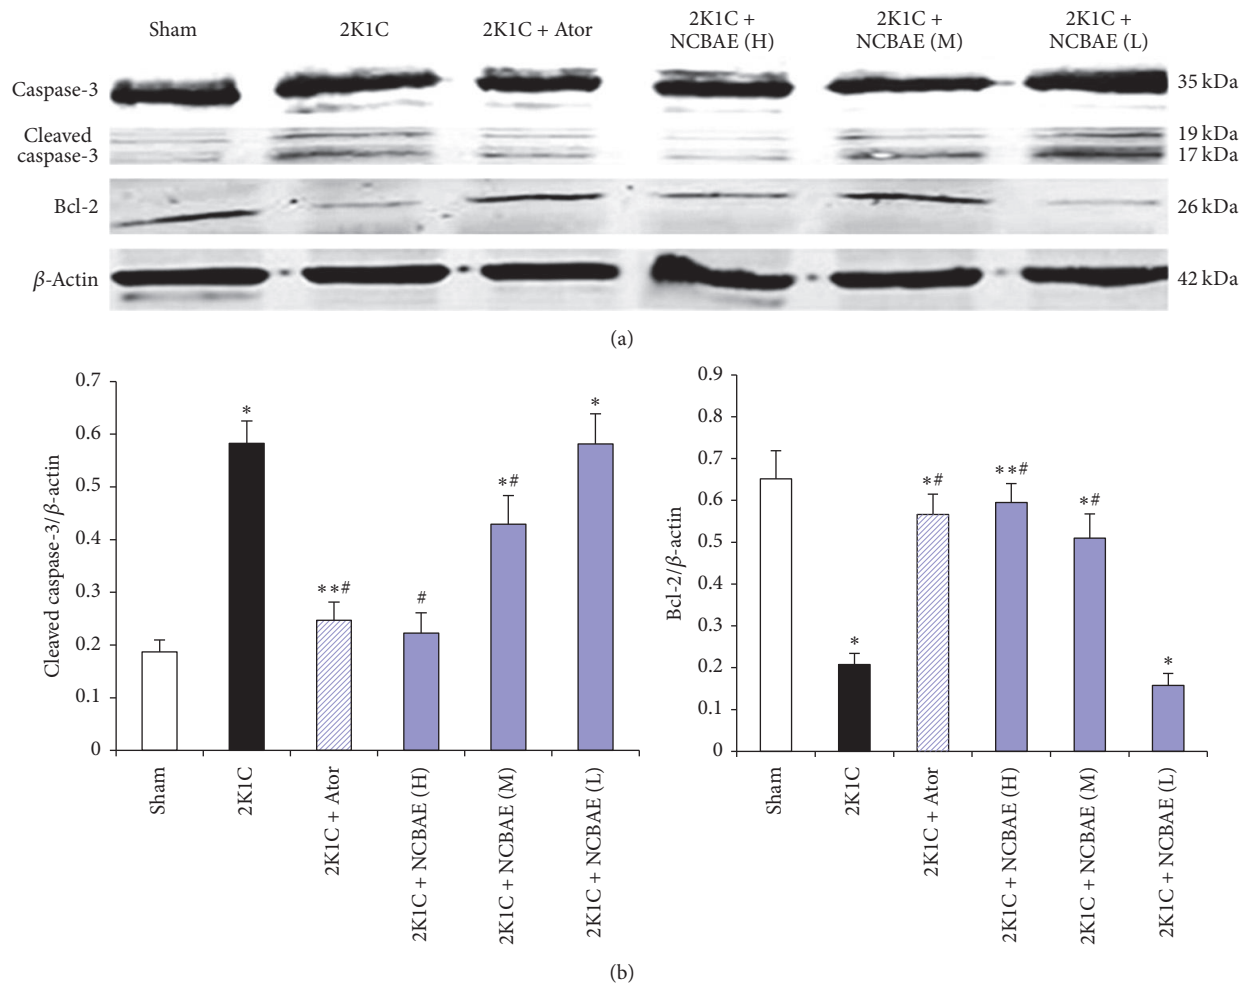 Sham 2K1C 2K1C + Ator 2K1C + NCBAE (H) 2K1C + NCBAE (M) 2K1C + NCBAE (L)
Caspase-3 35 kDa
Cleaved caspase-3 19 kDa
17 kDa
Bcl-2 26 kDa
β-Actin 42 kDa
(a)
Cleaved caspase-3/β-actin
0.7
0.6
0.5
0.4
0.3
0.2
0.1
0
*
**#
#
*#
*
Sham
2K1C
2K1C + Ator
2K1C + NCBAE (H)
2K1C + NCBAE (M)
2K1C + NCBAE (L)
Bcl-2/β-actin
0.9
0.8
0.7
0.6
0.5
0.4
0.3
0.2
0.1
0
*
*#
**#
*#
*
Sham
2K1C
2K1C + Ator
2K1C + NCBAE (H)
2K1C + NCBAE (M)
2K1C + NCBAE (L)
(b)